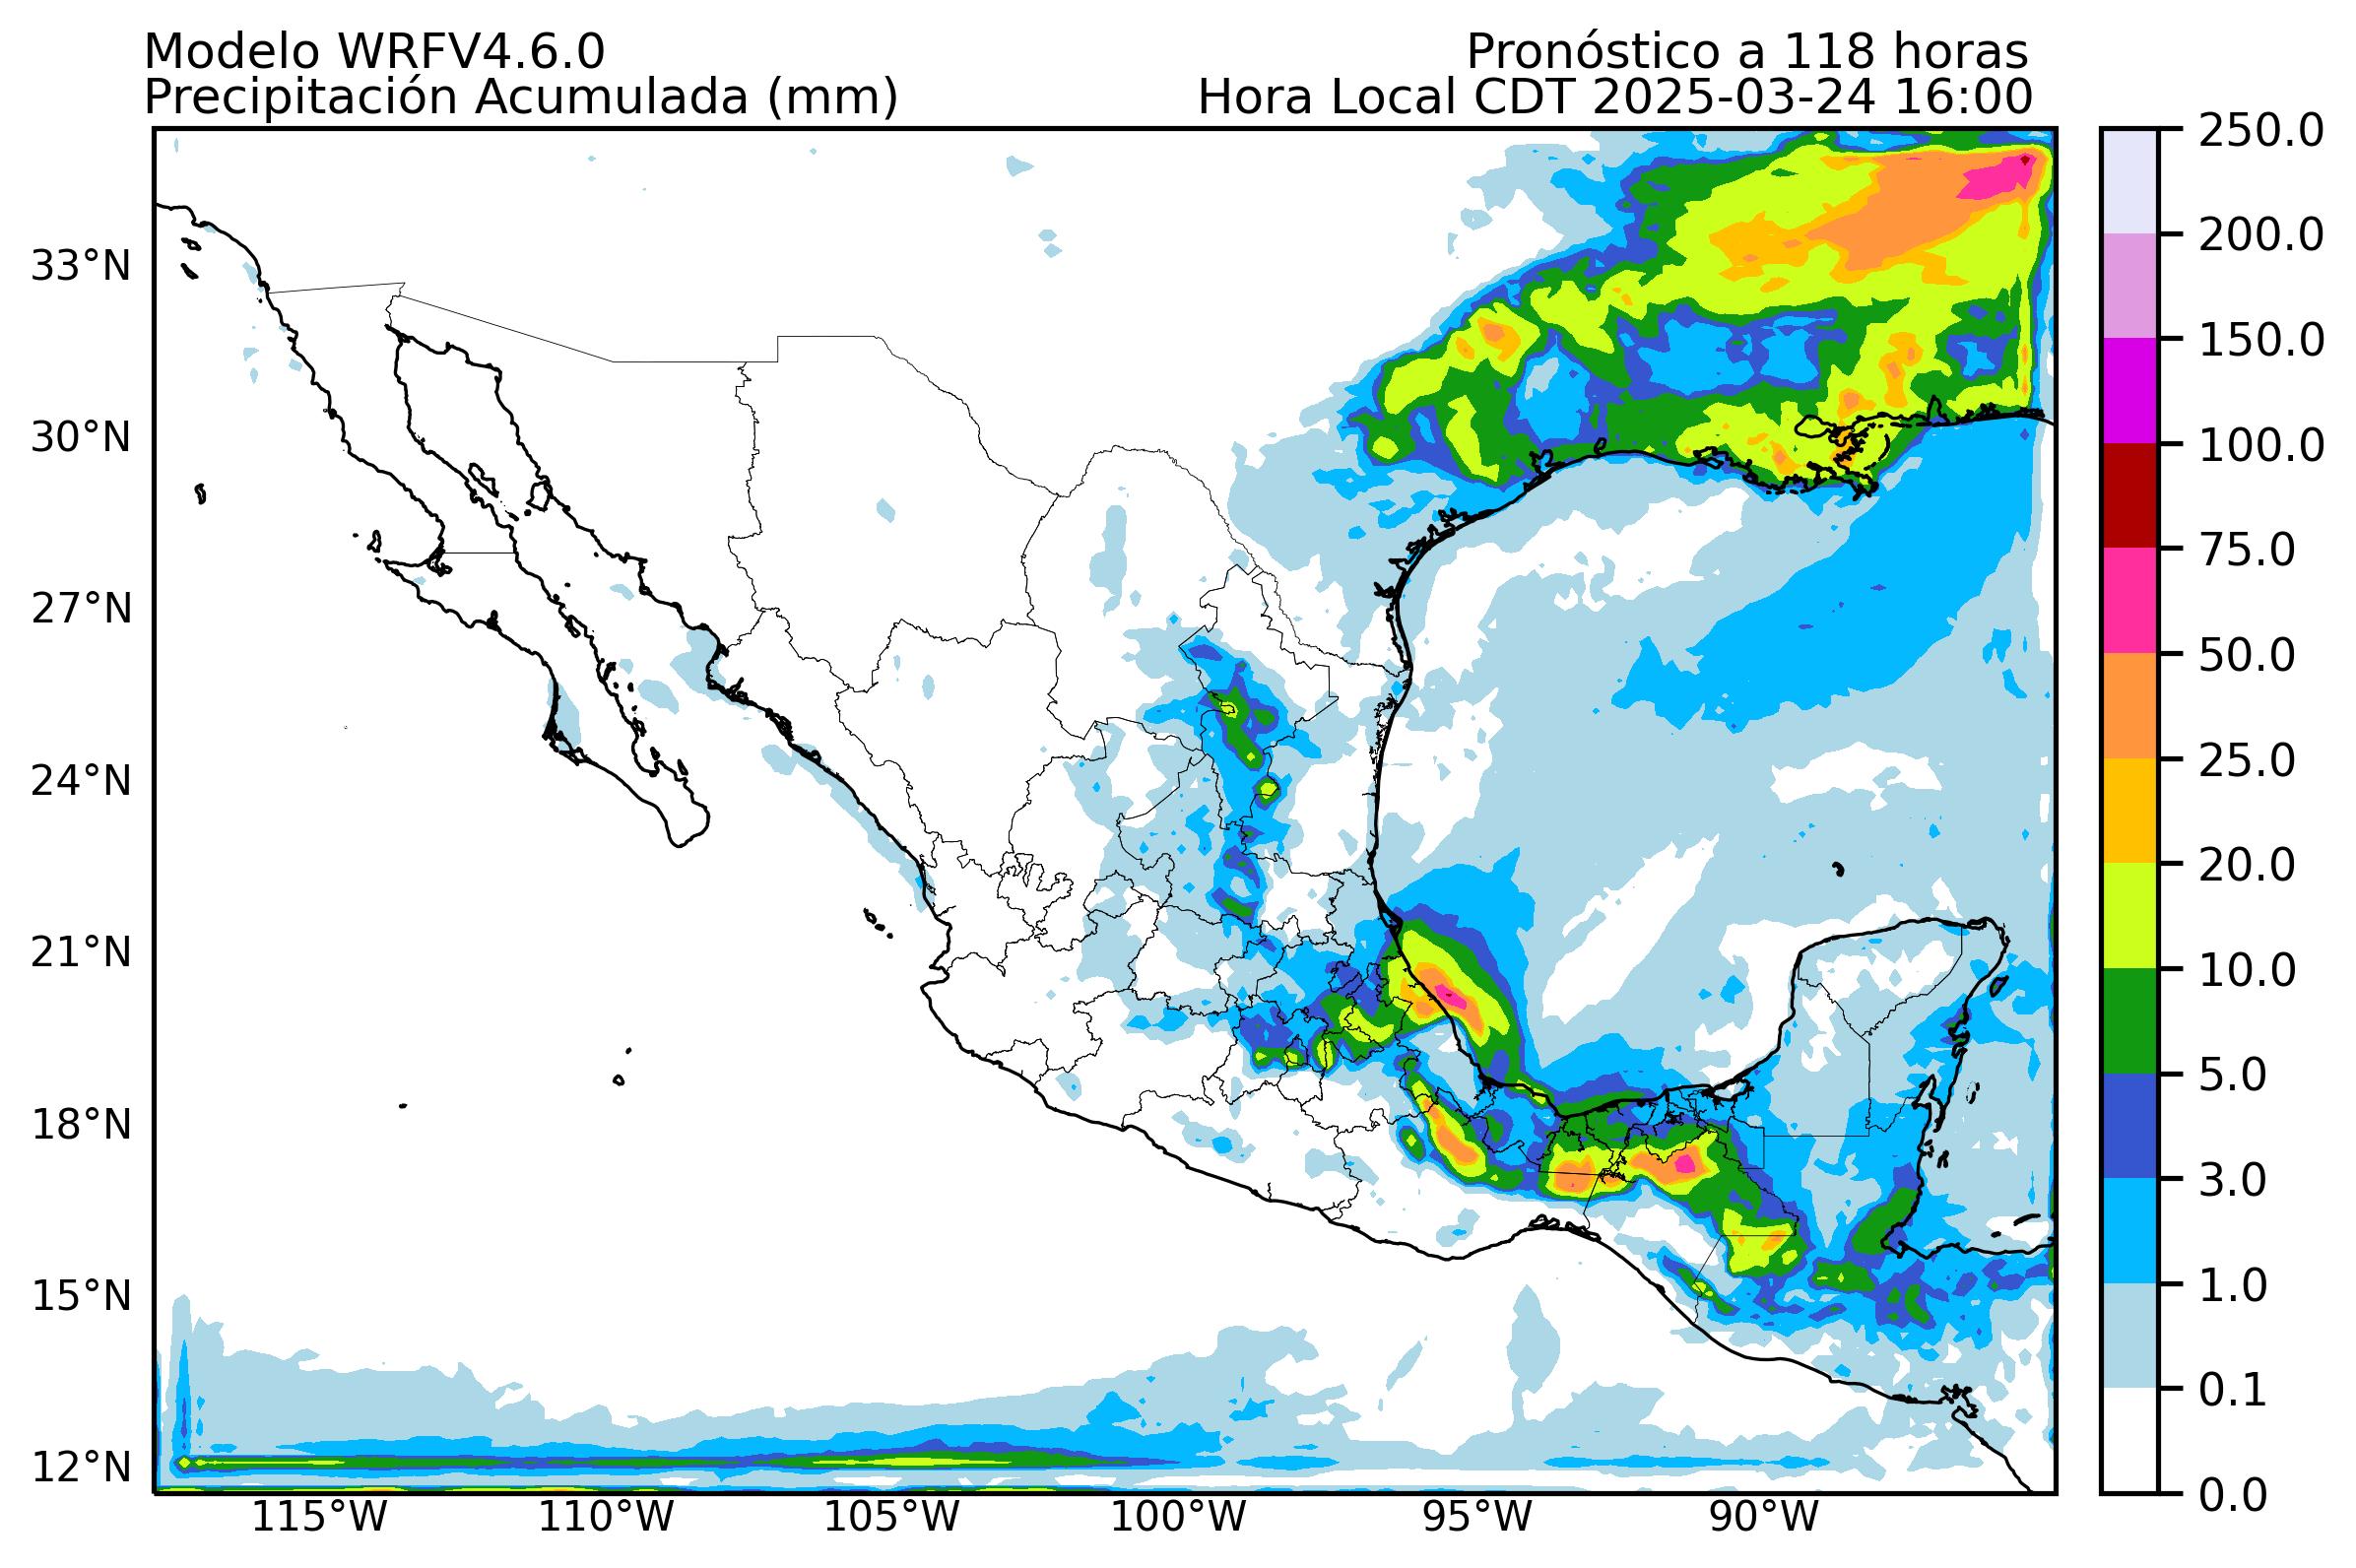 Modelo WRFV4.6.0
Pronóstico a 118 horas
Precipitación Acumulada (mm)
Hora Local CDT 2025-03-24 16:00
33°N
30°N
27°N
24°N
21°N
18°N
15°N
12°N
115°W
110°W
105°W
100°W
95°W
90°W
250.0
200.0
150.0
100.0
75.0
50.0
25.0
20.0
10.0
5.0
3.0
1.0
0.1
0.0